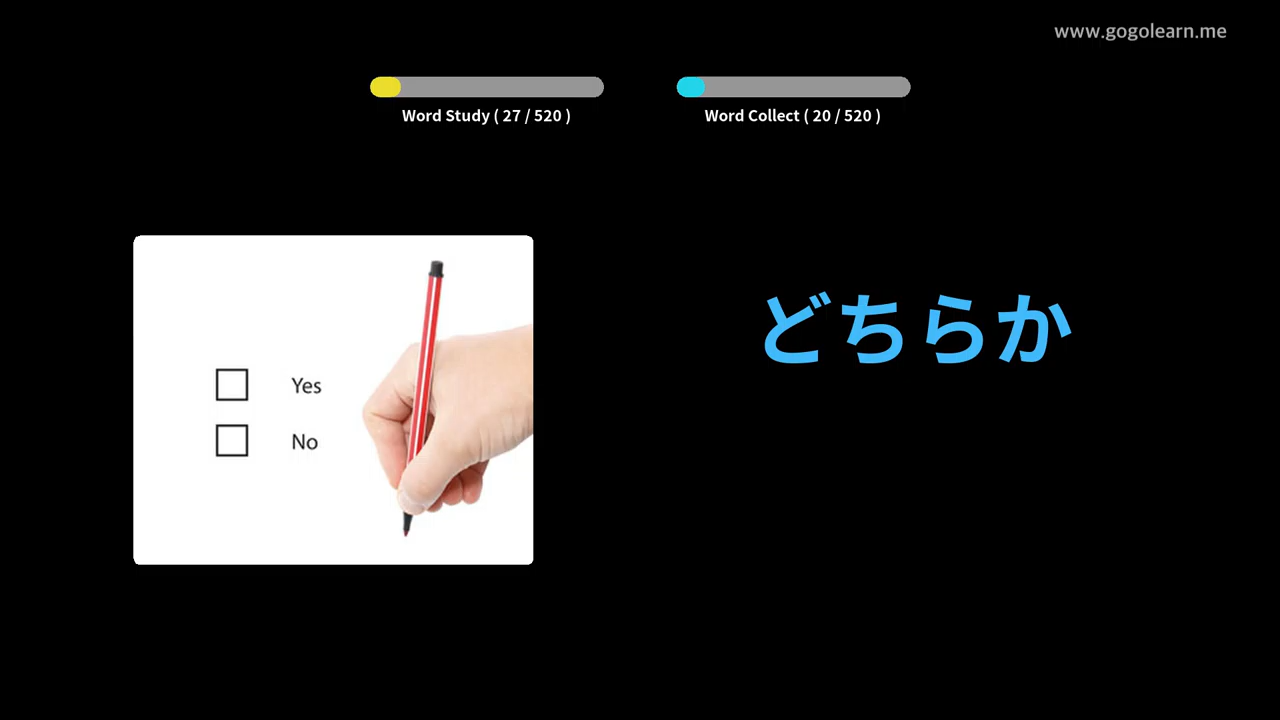 www.gogolearn.me
Word Study ( 27 / 520 )
Word Collect ( 20 / 520 )
Yes
No
どちらか